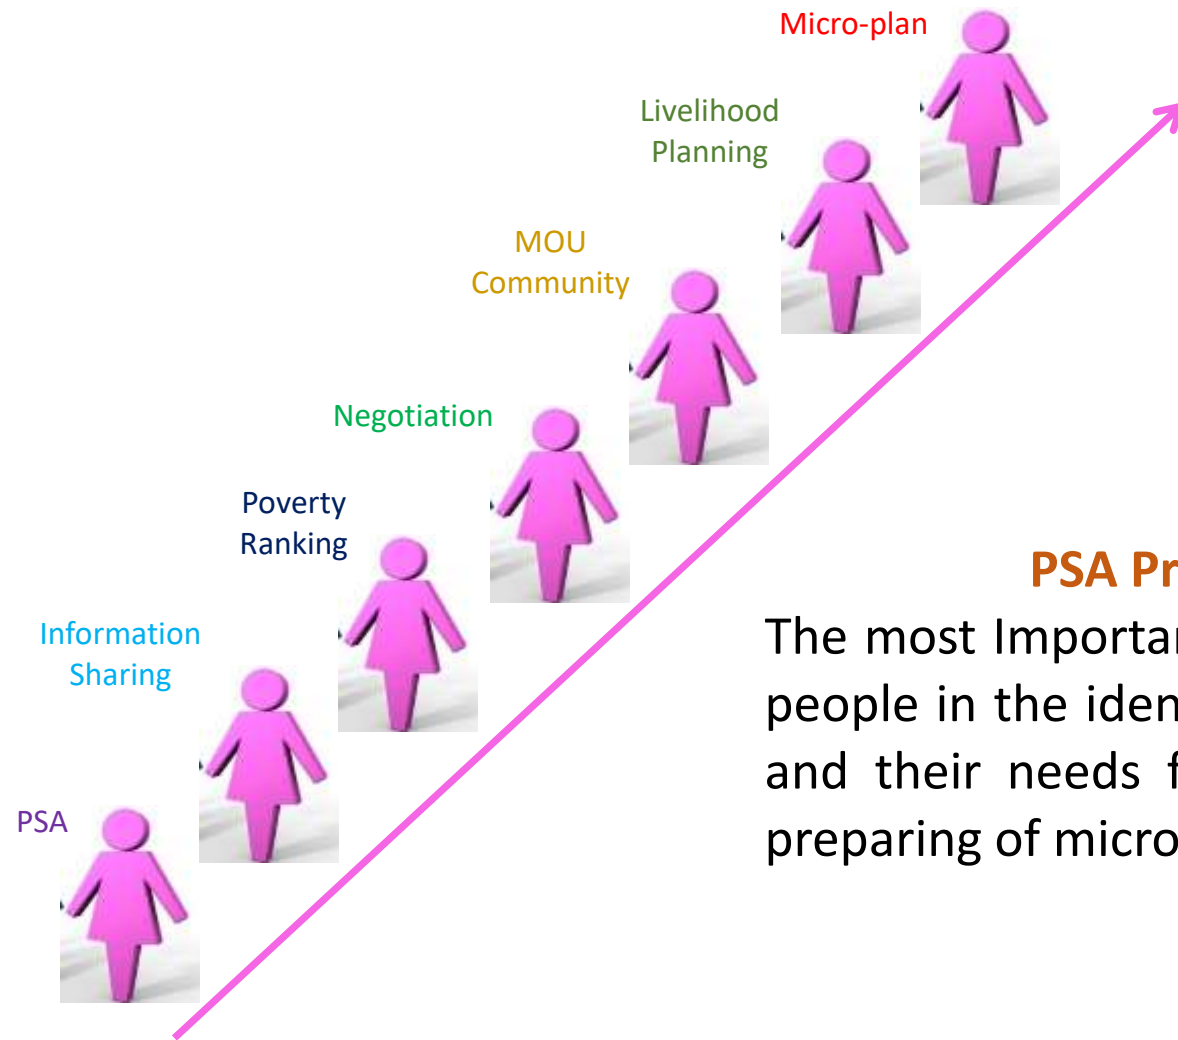 Micro-plan
Livelihood
Planning
MOU
Community
Negotiation
Poverty
Ranking
Information
Sharing
PSA
PSA Pr
The most Importa
people in the iden
and their needs f
preparing of micro